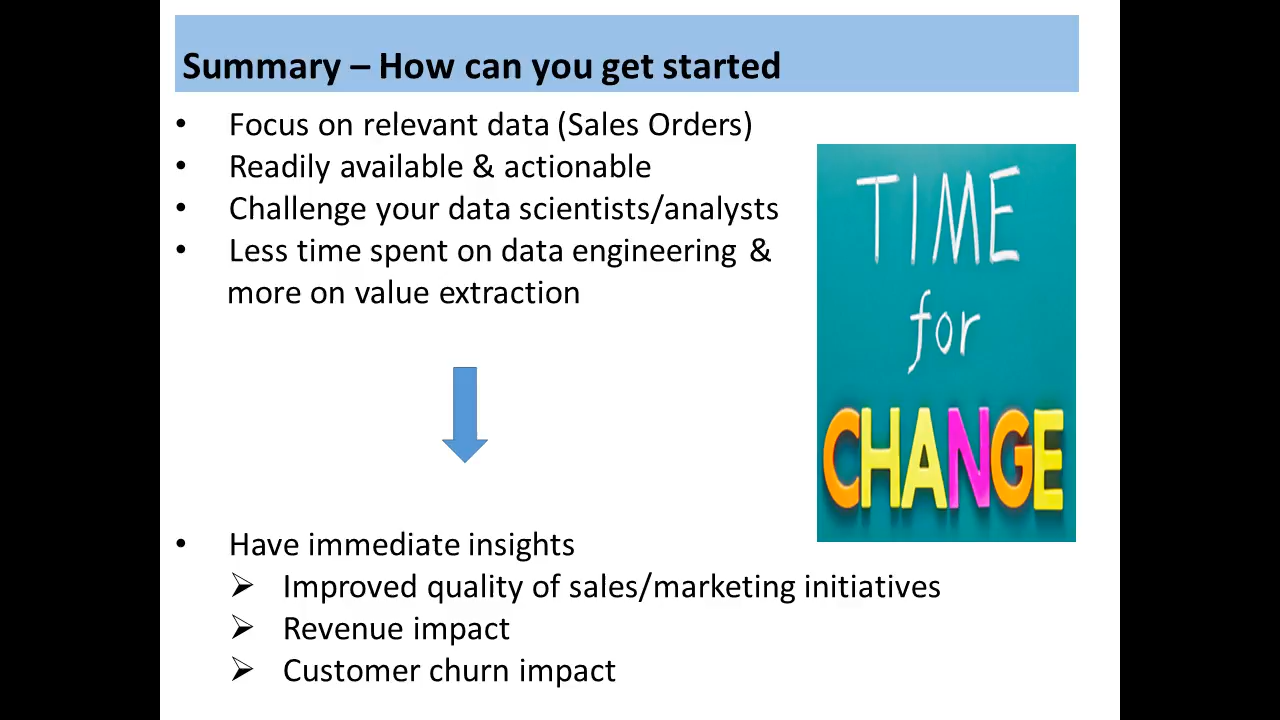 Summary – How can you get started
• Focus on relevant data (Sales Orders)
• Readily available & actionable
• Challenge your data scientists/analysts
• Less time spent on data engineering &
more on value extraction
TIME
for
CHANGE
• Have immediate insights
➢ Improved quality of sales/marketing initiatives
➢ Revenue impact
➢ Customer churn impact